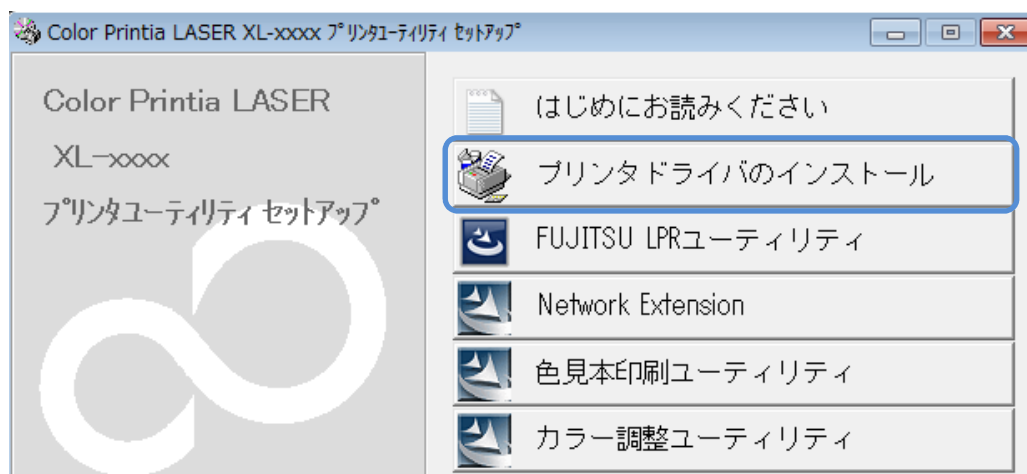 Color Printia LASER XL-xxxx ﾌﾟﾘﾝﾀﾕｰﾃｨﾘﾃｨ ｾｯﾄｱｯﾌﾟ
Color Printia LASER
XL-xxxx
ﾌﾟﾘﾝﾀﾕｰﾃｨﾘﾃｨ ｾｯﾄｱｯﾌﾟ
はじめにお読みください
プリンタドライバのインストール
FUJITSU LPRユーティリティ
Network Extension
色見本印刷ユーティリティ
カラー調整ユーティリティ